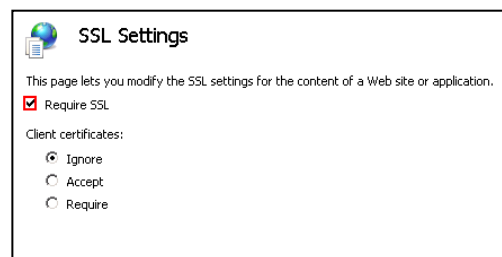 SSL Settings
This page lets you modify the SSL settings for the content of a Web site or application.
Require SSL
Client certificates:
Ignore
Accept
Require